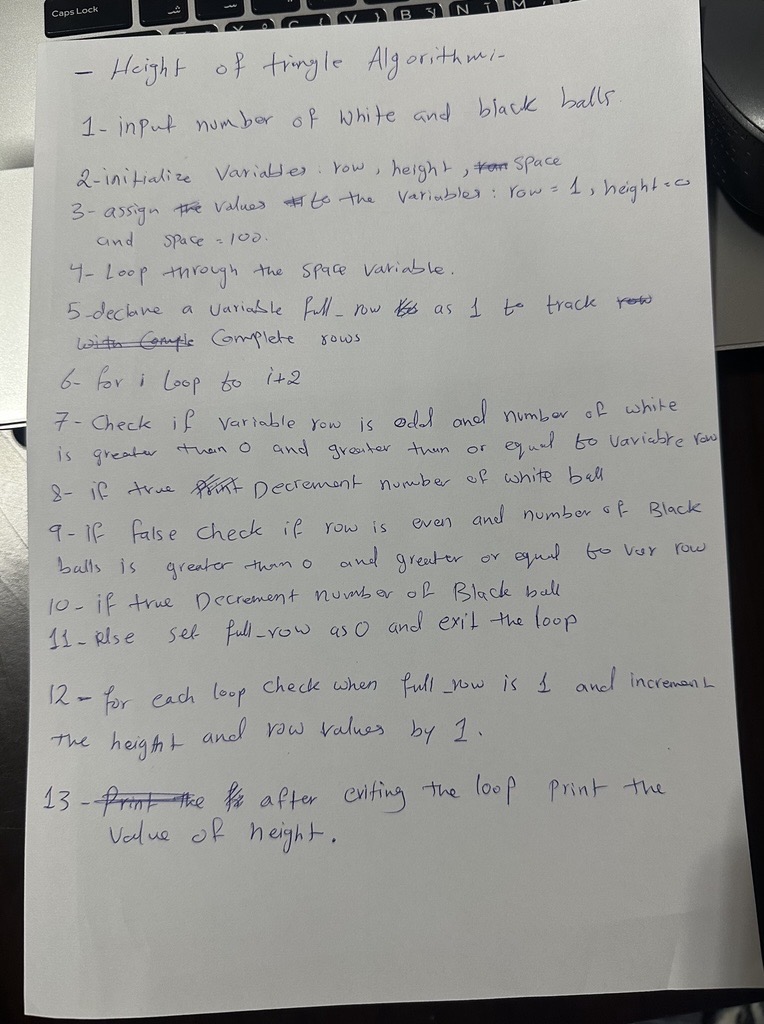 Caps Lock
C V B N M
- Height of tringle Algorithm:-
1- input number of white and black balls.
2- initialize Variables: row, height, space
3- assign values to the Variables: row = 1, height = 0
and space = 100.
4- Loop through the space variable.
5- declare a variable full_row as 1 to track row
with Comple Complete rows
6- for i Loop to i+2
7- Check if variable row is odd and number of white
is greater than 0 and greater than or equal to variable row
8- if true Print Decrement number of white ball
9- If false check if row is even and number of Black
balls is greater than 0 and greater or equal to var row
10- if true Decrement number of Black ball
11- else set full_row as 0 and exit the loop
12- for each loop check when full_row is 1 and increment
the height and row values by 1.
13- Print the after exiting the loop print the
Value of height.